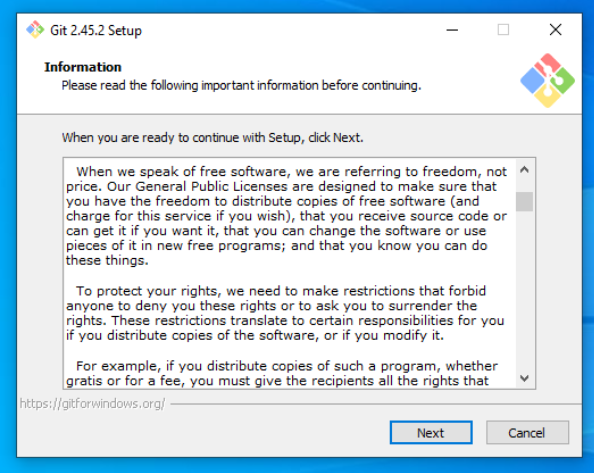 Git 2.45.2 Setup
Information
Please read the following important information before continuing.
When you are ready to continue with Setup, click Next.
When we speak of free software, we are referring to freedom, not
price. Our General Public Licenses are designed to make sure that
you have the freedom to distribute copies of free software (and
charge for this service if you wish), that you receive source code or
can get it if you want it, that you can change the software or use
pieces of it in new free programs; and that you know you can do
these things.
To protect your rights, we need to make restrictions that forbid
anyone to deny you these rights or to ask you to surrender the
rights. These restrictions translate to certain responsibilities for you
if you distribute copies of the software, or if you modify it.
For example, if you distribute copies of such a program, whether
gratis or for a fee, you must give the recipients all the rights that
https://gitforwindows.org/
Next
Cancel